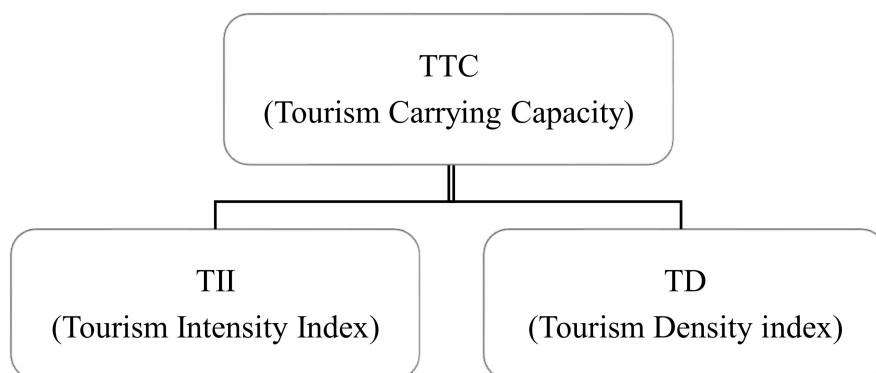 TTC
(Tourism Carrying Capacity)
TII
(Tourism Intensity Index)
TD
(Tourism Density index)